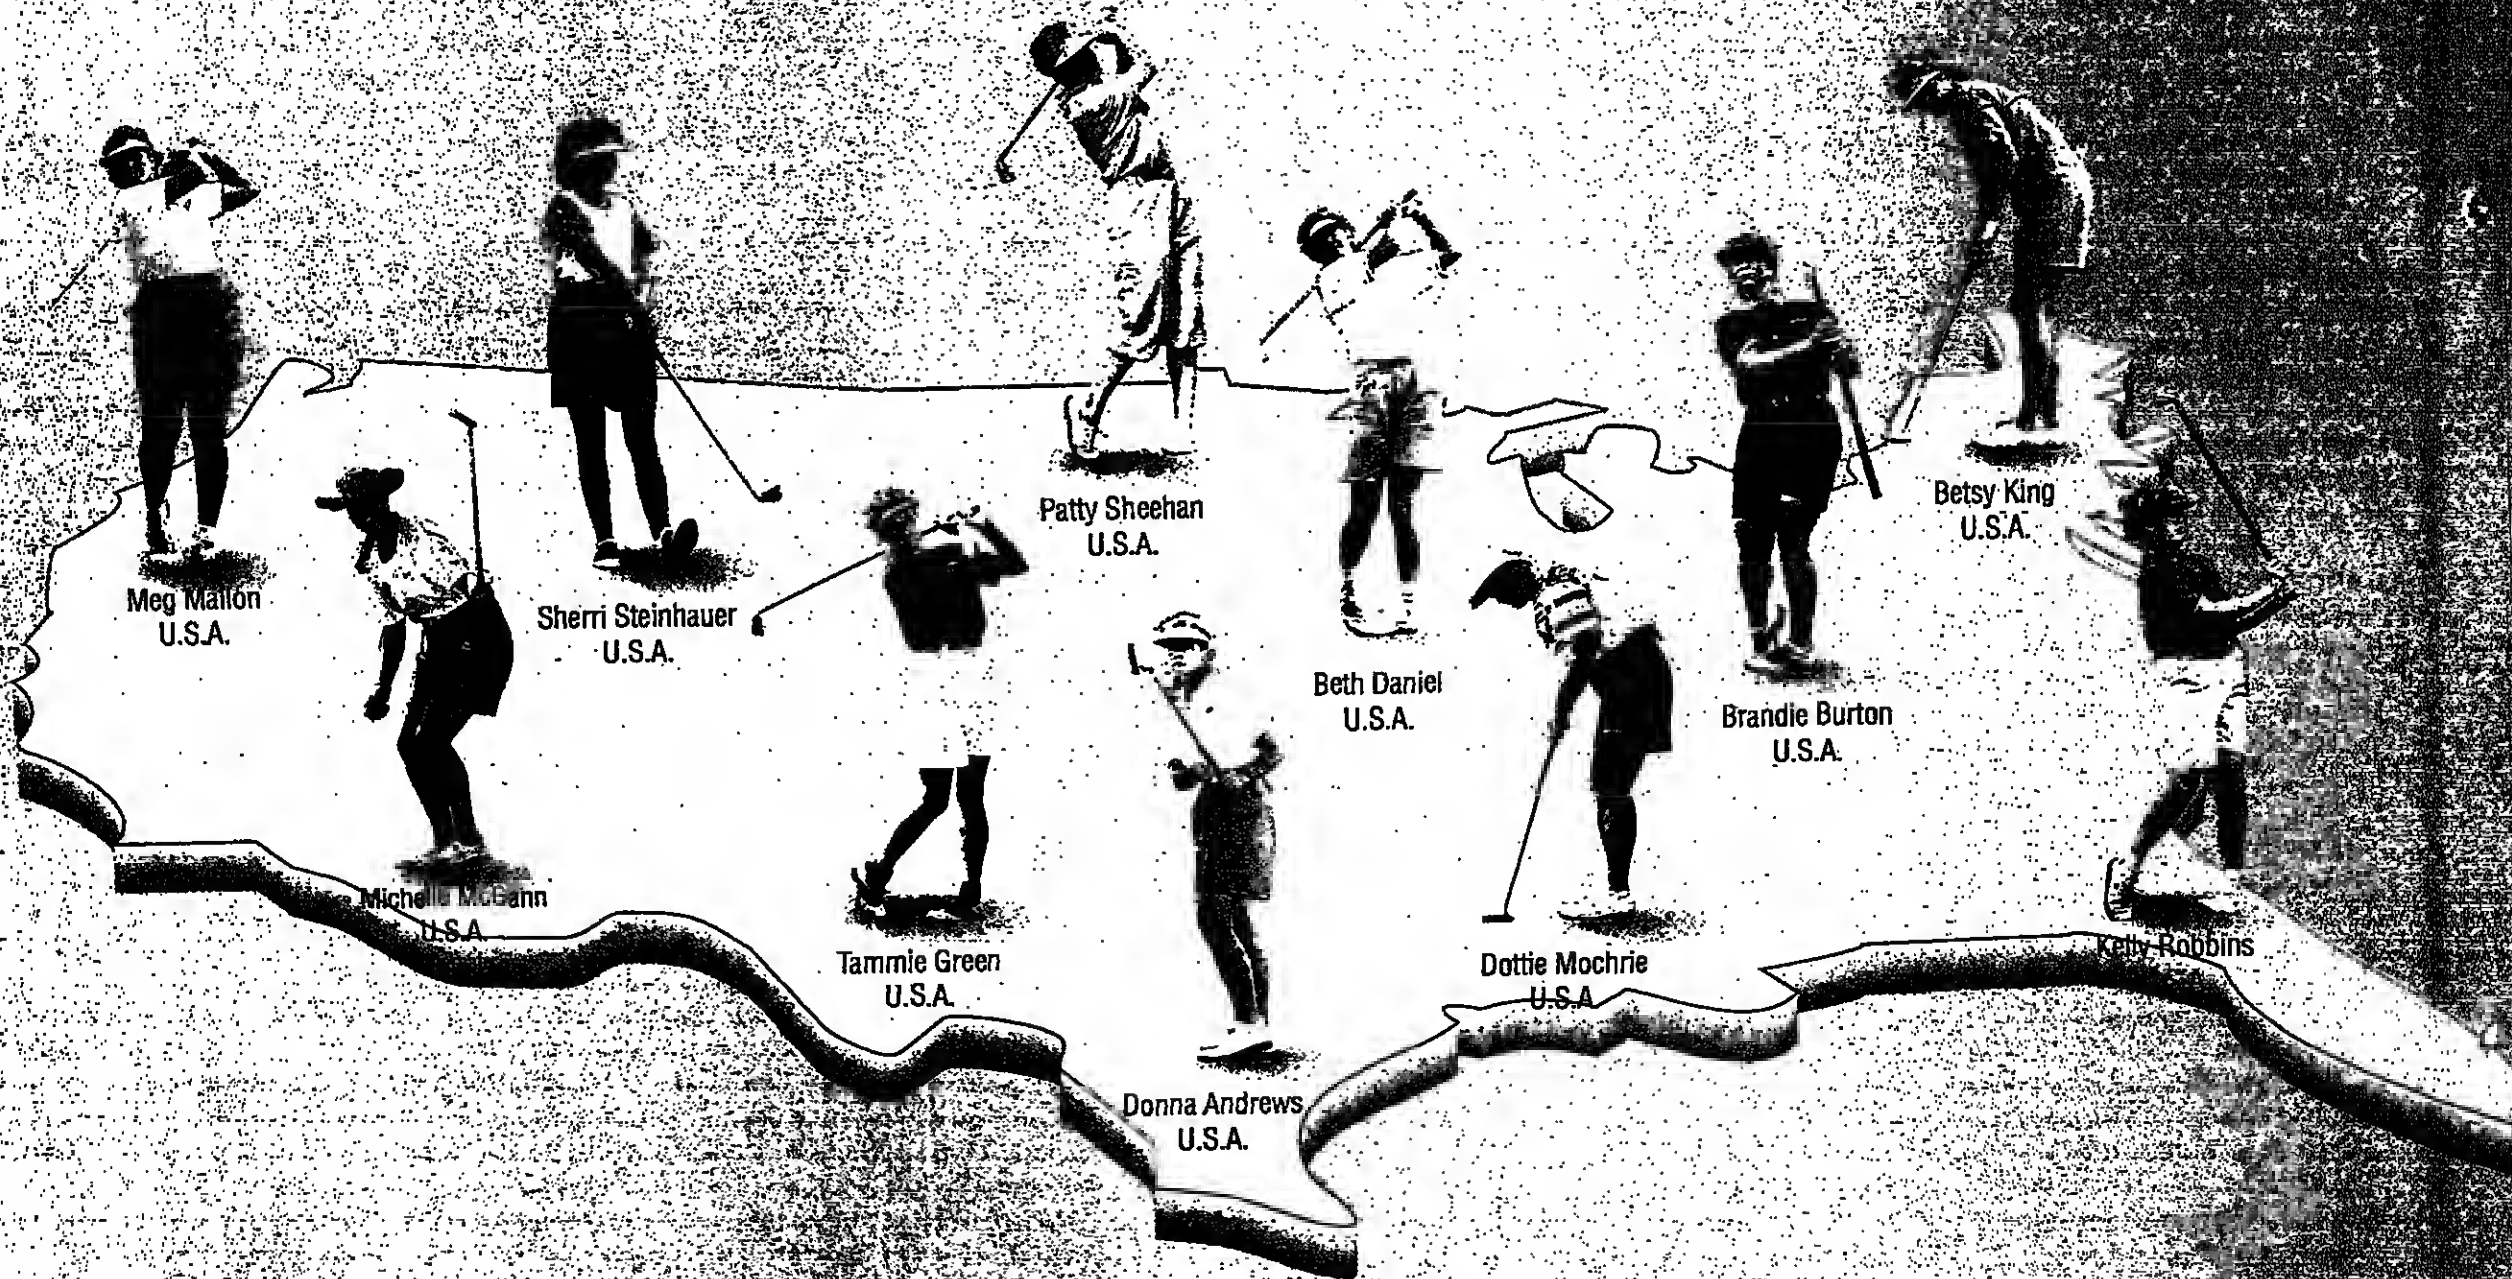 Patty Sheehan
U.S.A.
Betsy King
U.S.A.
Meg Mallon
U.S.A.
Sherri Steinhauer
U.S.A.
Beth Daniel
U.S.A.
Brandie Burton
U.S.A.
Michelle McGann
U.S.A.
Tammie Green
U.S.A.
Dottie Mochrie
U.S.A.
Kelly Robbins
Donna Andrews
U.S.A.